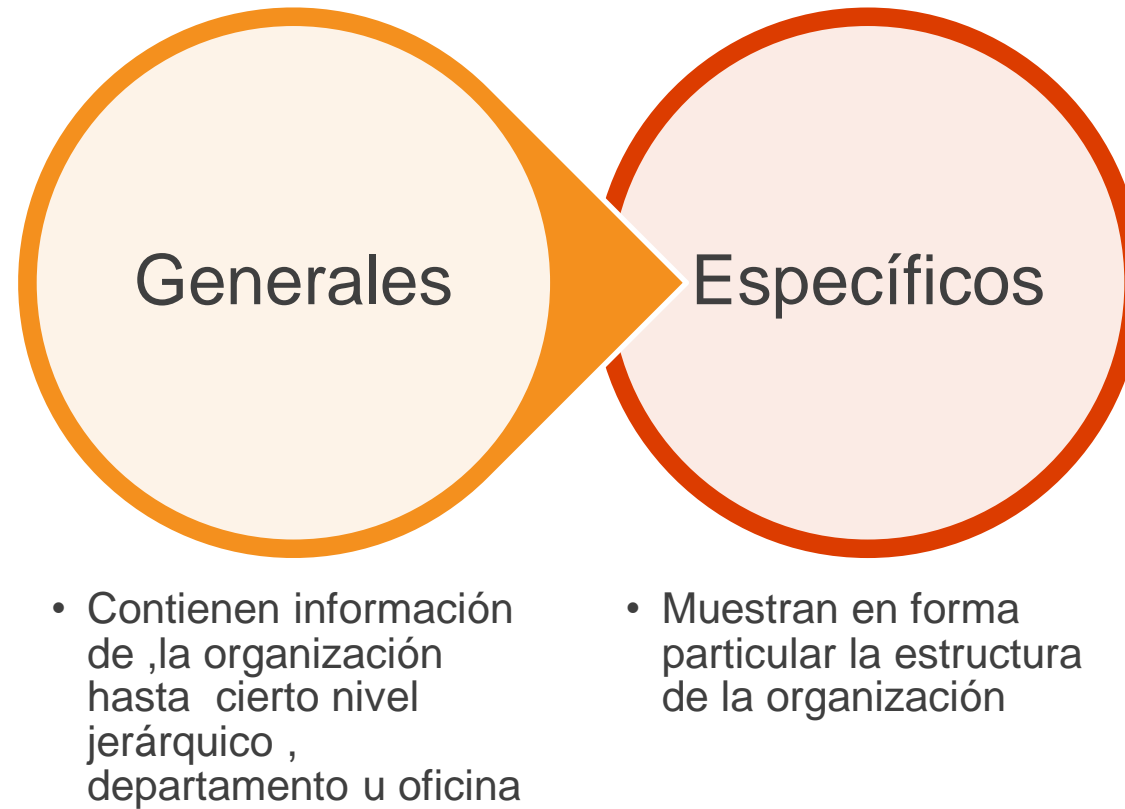 Generales
Específicos
• Contienen información
de ,la organización
hasta  cierto nivel
jerárquico ,
departamento u oficina
• Muestran en forma
particular la estructura
de la organización